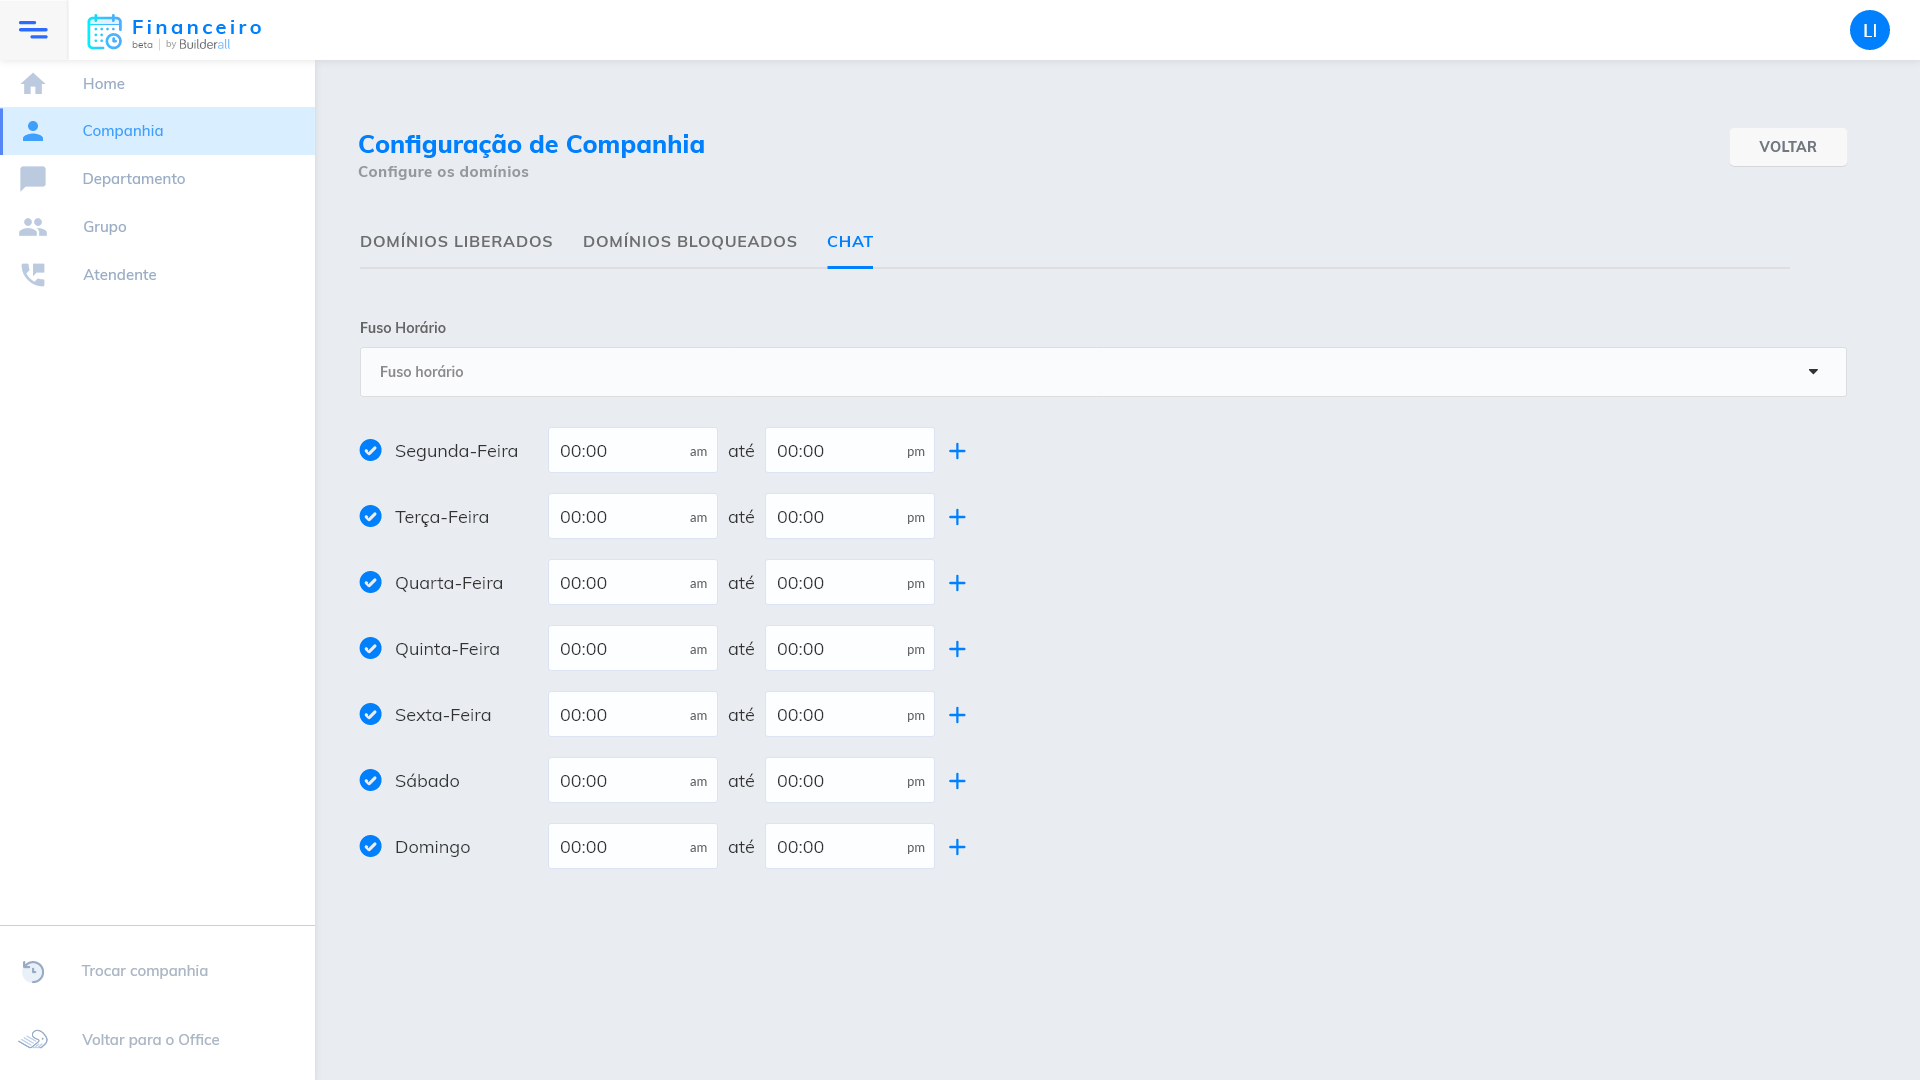 Financeiro
beta | by Builderall
LI
Home
Companhia
Departamento
Grupo
Atendente
Trocar companhia
Voltar para o Office
Configuração de Companhia
Configure os domínios
VOLTAR
DOMÍNIOS LIBERADOS DOMÍNIOS BLOQUEADOS CHAT
Fuso Horário
Fuso horário
Segunda-Feira 00:00 am até 00:00 pm
Terça-Feira 00:00 am até 00:00 pm
Quarta-Feira 00:00 am até 00:00 pm
Quinta-Feira 00:00 am até 00:00 pm
Sexta-Feira 00:00 am até 00:00 pm
Sábado 00:00 am até 00:00 pm
Domingo 00:00 am até 00:00 pm